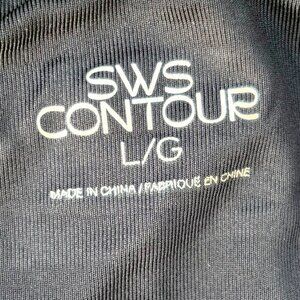 SWS
CONTOUR
L/G
MADE IN CHINA / FABRIQUÉ EN CHINE